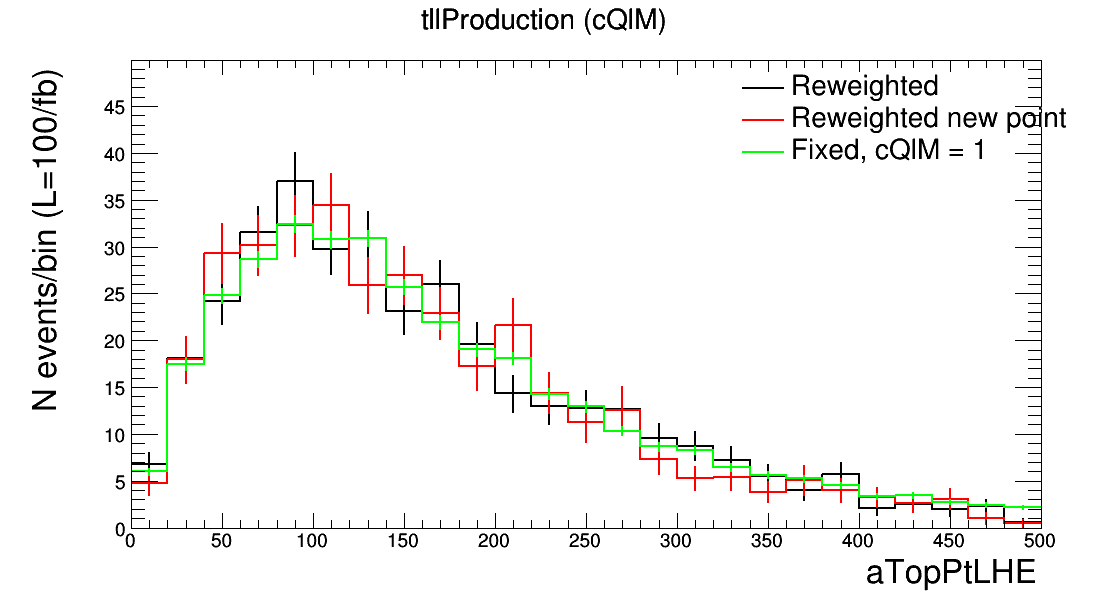 tllProduction (cQlM)
N events/bin (L=100/fb)
Reweighted
Reweighted new point
Fixed, cQlM = 1
45
40
35
30
25
20
15
10
5
0
0 50 100 150 200 250 300 350 400 450 500
aTopPtLHE